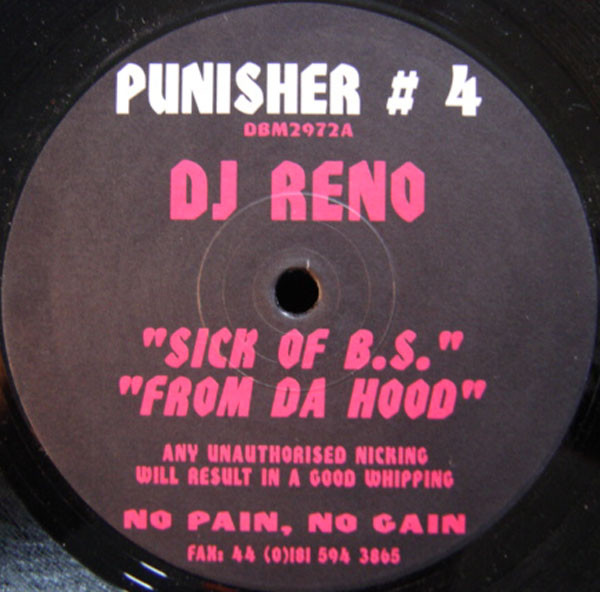 PUNISHER # 4
DBM2972A
DJ RENO
"SICK OF B.S."
"FROM DA HOOD"
ANY UNAUTHORISED NICKING
WILL RESULT IN A GOOD WHIPPING
NO PAIN, NO GAIN
FAX: 44 (0)181 594 3865